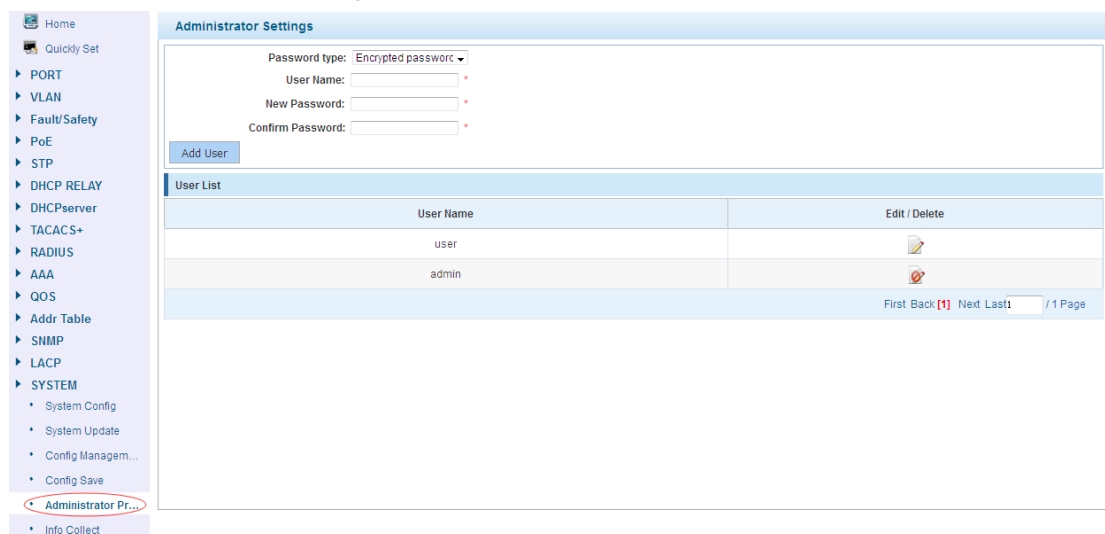 Home
Quickly Set
PORT
VLAN
Fault/Safety
PoE
STP
DHCP RELAY
DHCPserver
TACACS+
RADIUS
AAA
QOS
Addr Table
SNMP
LACP
SYSTEM
System Config
System Update
Config Managem...
Config Save
Administrator Pr...
Info Collect
Administrator Settings
Password type: Encrypted password
User Name: *
New Password: *
Confirm Password: *
Add User
User List
User Name Edit / Delete
user
admin
First Back [1] Next Last 1 / 1 Page